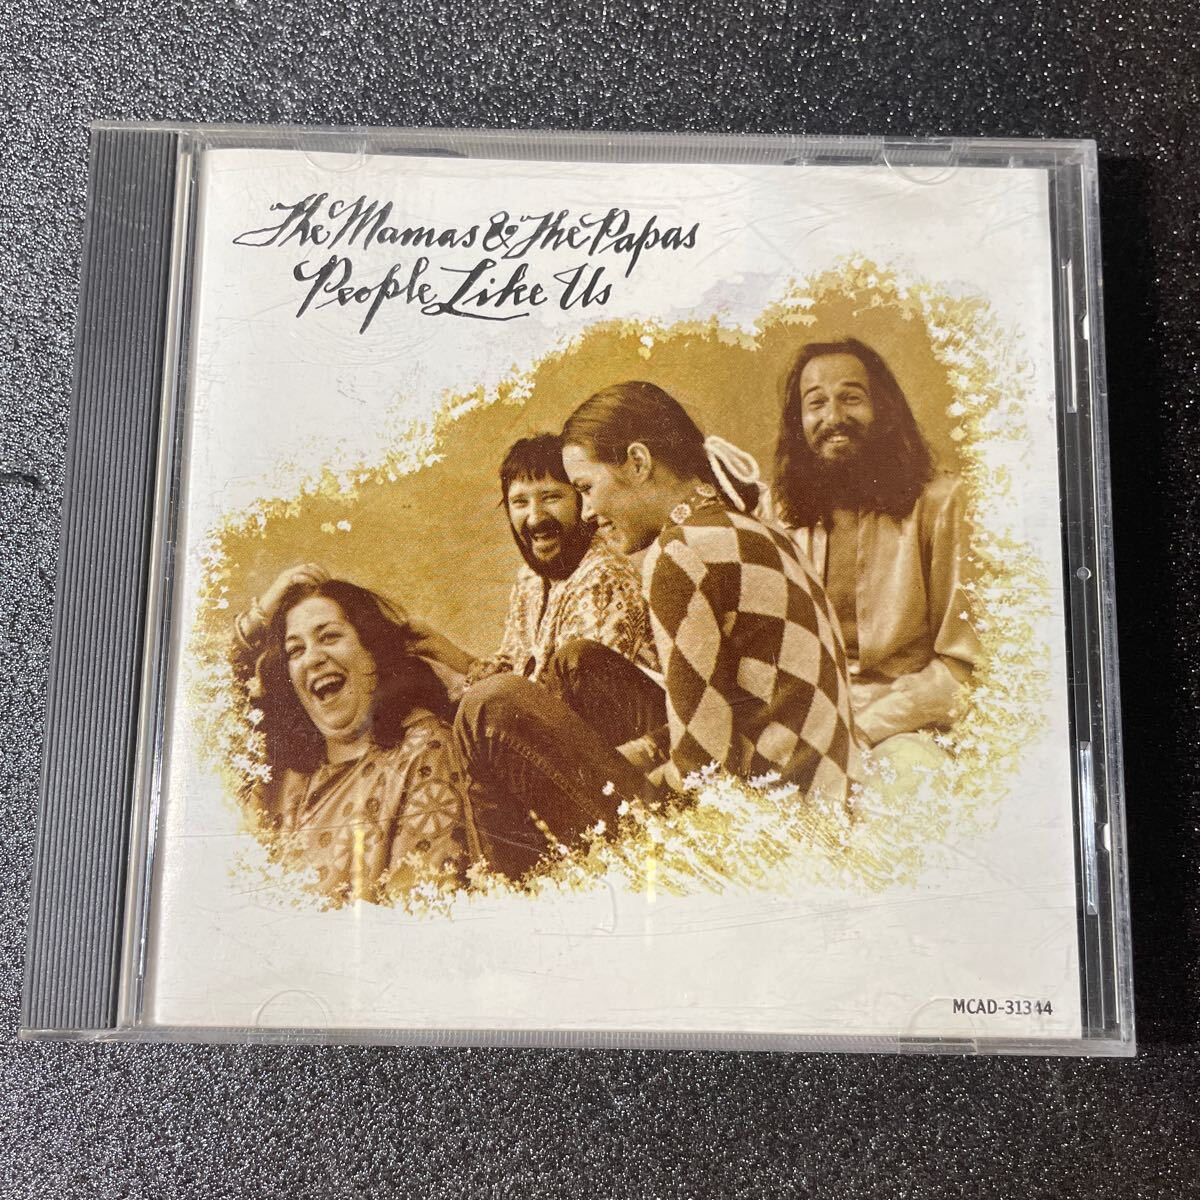 The Mamas & The Papas
People Like Us
MCAD-31344